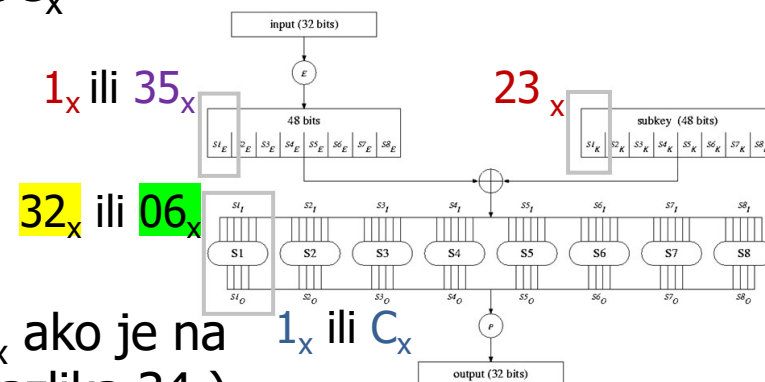 input (32 bits)
E
1ₓ ili 35ₓ
23 ₓ
48 bits
S1E S2E S3E S4E S5E S6E S7E S8E
subkey (48 bits)
S1K S2K S3K S4K S5K S6K S7K
32ₓ ili 06ₓ
S1I S2I S3I S4I S5I S6I S7I S8I
S1 S2 S3 S4 S5 S6 S7 S8
S1O S2O S3O S4O S5O S6O S7O S8O
ₓ ako je na
1ₓ ili Cₓ
P
output (32 bits)